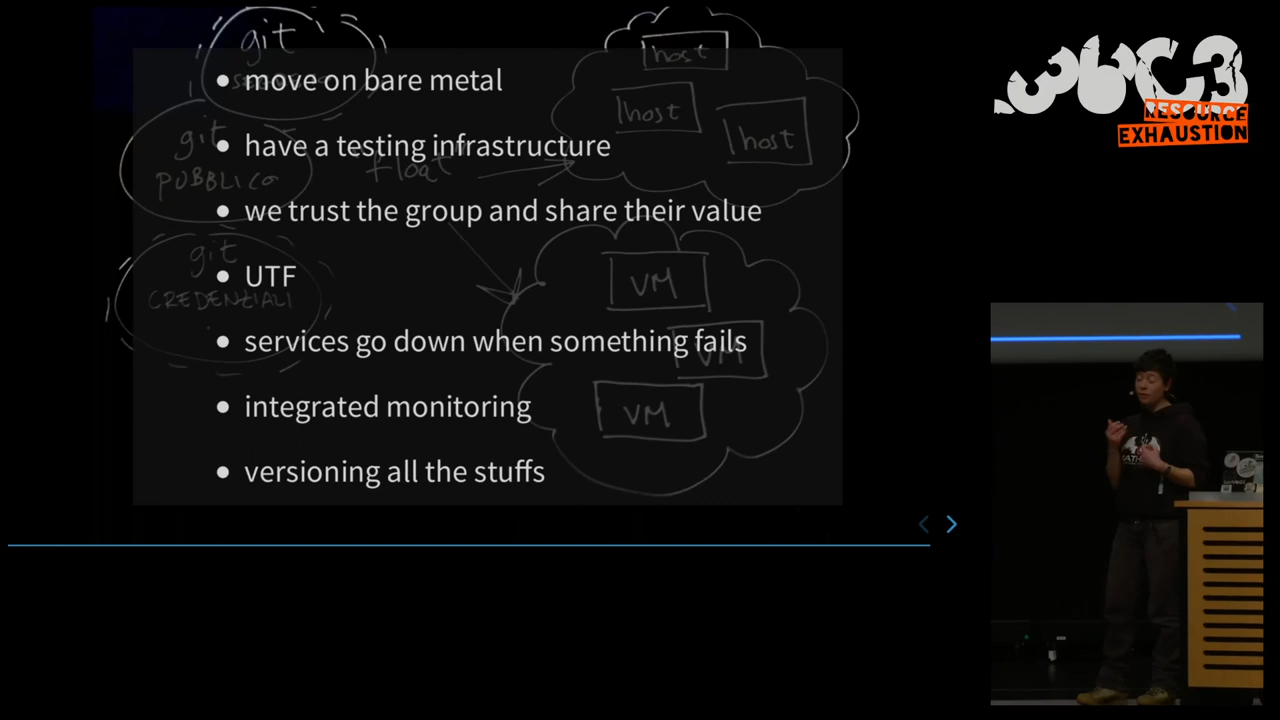 git
host
• move on bare metal
host
host
git
• have a testing infrastructure
float
PUBBLICO
• we trust the group and share their value
git
• UTF
VM
CREDENZIALI
• services go down when something fails
VM
• integrated monitoring
VM
• versioning all the stuffs
36C3
RESOURCE
EXHAUSTION